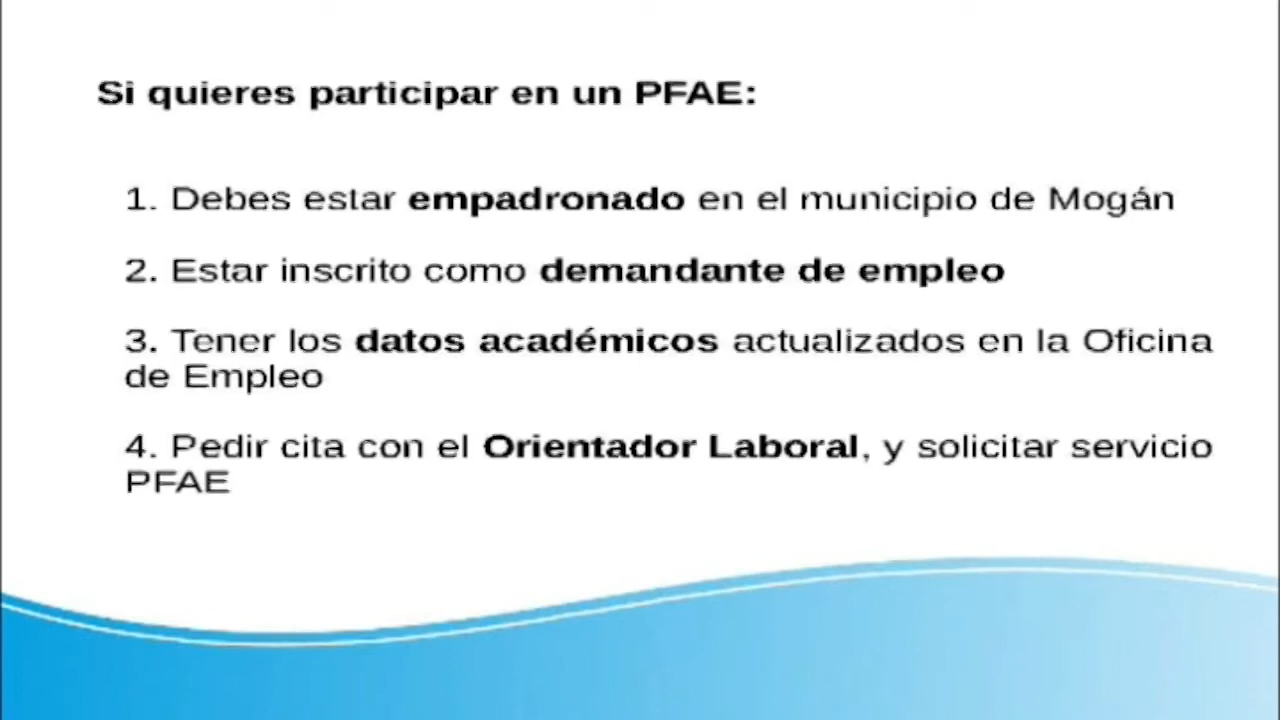 Si quieres participar en un PFAE:
1. Debes estar empadronado en el municipio de Mogán
2. Estar inscrito como demandante de empleo
3. Tener los datos académicos actualizados en la Oficina
de Empleo
4. Pedir cita con el Orientador Laboral, y solicitar servicio
PFAE